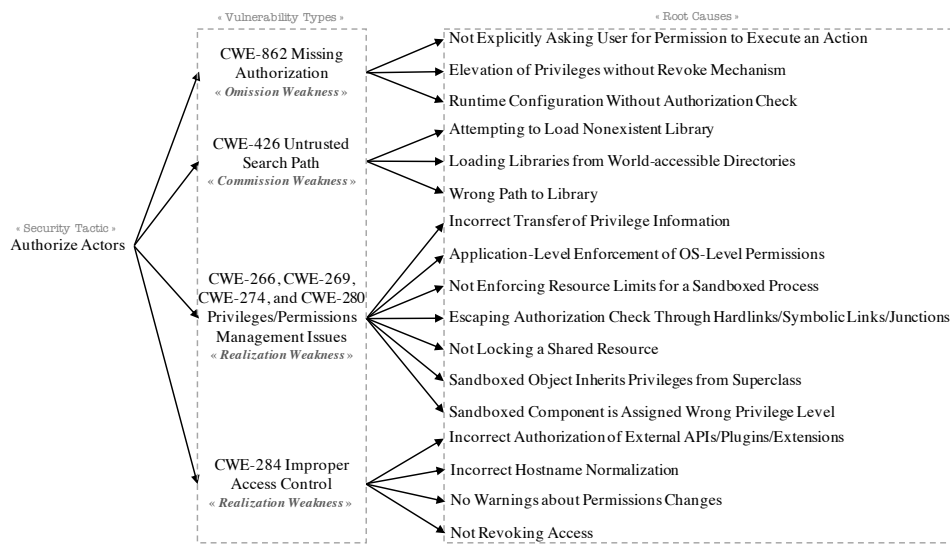 « Vulnerability Types »
« Root Causes »
« Security Tactic »
Authorize Actors
CWE-862 Missing
Authorization
« Omission Weakness »
Not Explicitly Asking User for Permission to Execute an Action
Elevation of Privileges without Revoke Mechanism
Runtime Configuration Without Authorization Check
CWE-426 Untrusted
Search Path
« Commission Weakness »
Attempting to Load Nonexistent Library
Loading Libraries from World-accessible Directories
Wrong Path to Library
CWE-266, CWE-269,
CWE-274, and CWE-280
Privileges/Permissions
Management Issues
« Realization Weakness »
Incorrect Transfer of Privilege Information
Application-Level Enforcement of OS-Level Permissions
Not Enforcing Resource Limits for a Sandboxed Process
Escaping Authorization Check Through Hardlinks/Symbolic Links/Junctions
Not Locking a Shared Resource
Sandboxed Object Inherits Privileges from Superclass
Sandboxed Component is Assigned Wrong Privilege Level
CWE-284 Improper
Access Control
« Realization Weakness »
Incorrect Authorization of External APIs/Plugins/Extensions
Incorrect Hostname Normalization
No Warnings about Permissions Changes
Not Revoking Access